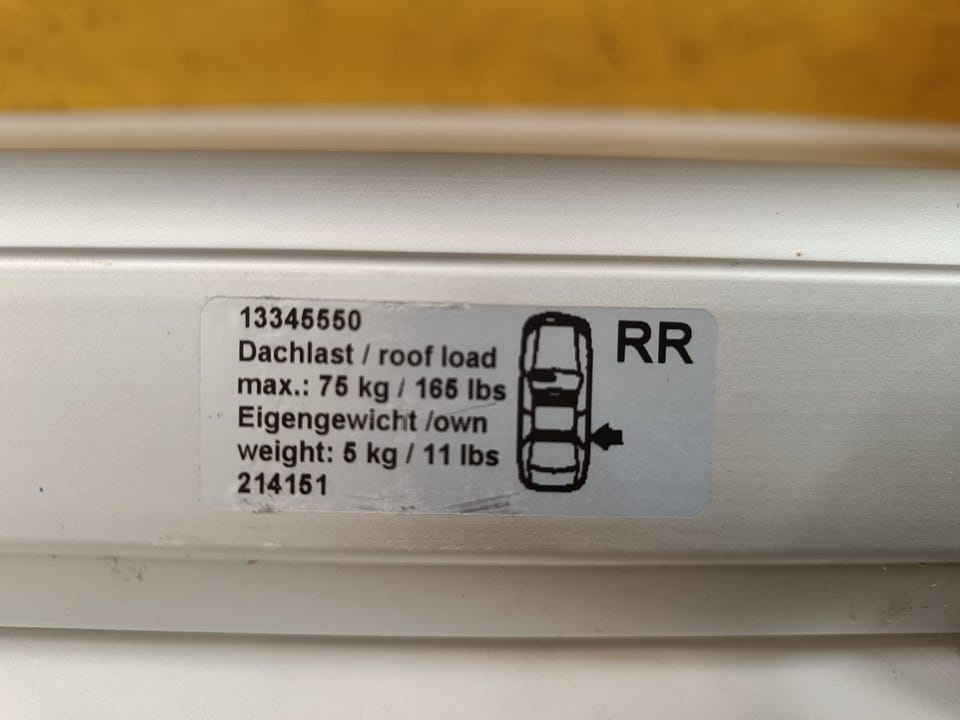 13345550
Dachlast / roof load
max.: 75 kg / 165 lbs
Eigengewicht /own
weight: 5 kg / 11 lbs
214151
RR